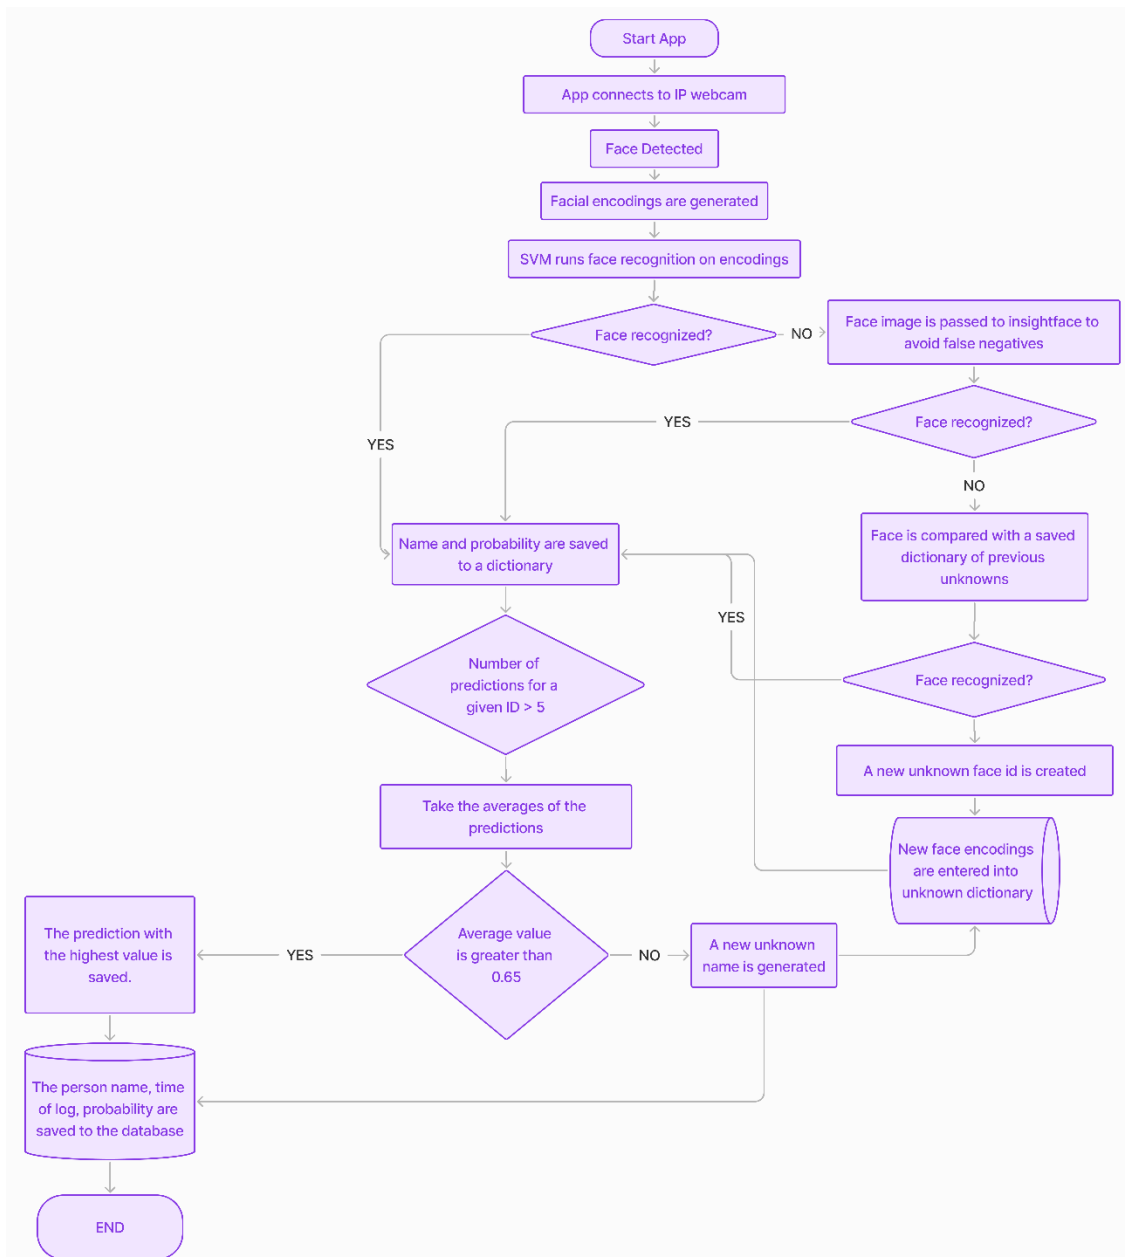 Start App
App connects to IP webcam
Face Detected
Facial encodings are generated
SVM runs face recognition on encodings
Face recognized?
NO
Face image is passed to insightface to
avoid false negatives
YES
YES
Face recognized?
NO
Name and probability are saved
to a dictionary
Face is compared with a saved
dictionary of previous
unknowns
YES
Number of
predictions for a
given ID > 5
Face recognized?
Take the averages of the
predictions
A new unknown face id is created
New face encodings
are entered into
unknown dictionary
The prediction with
the highest value is
saved.
YES
Average value
is greater than
0.65
NO
A new unknown
name is generated
The person name, time
of log, probability are
saved to the database
END